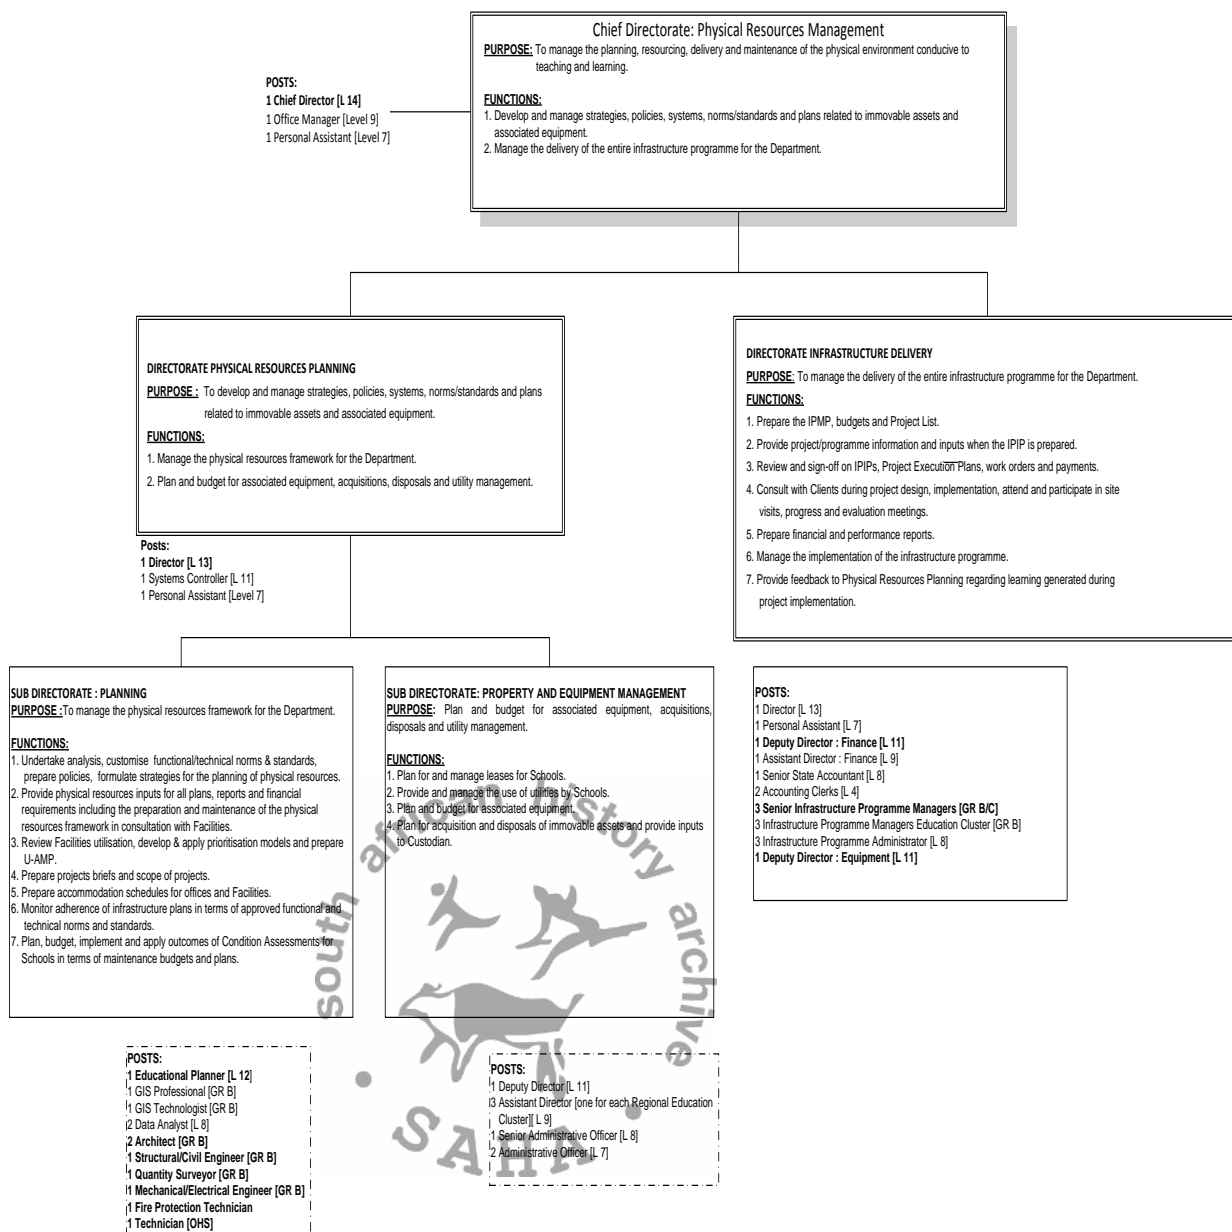 Chief Directorate: Physical Resources Management
PURPOSE: To manage the planning, resourcing, delivery and maintenance of the physical environment conducive to
teaching and learning.
FUNCTIONS:
1. Develop and manage strategies, policies, systems, norms/standards and plans related to immovable assets and
associated equipment.
2. Manage the delivery of the entire infrastructure programme for the Department.
POSTS:
1 Chief Director [L 14]
1 Office Manager [Level 9]
1 Personal Assistant [Level 7]
DIRECTORATE PHYSICAL RESOURCES PLANNING
PURPOSE : To develop and manage strategies, policies, systems, norms/standards and plans
related to immovable assets and associated equipment.
FUNCTIONS:
1. Manage the physical resources framework for the Department.
2. Plan and budget for associated equipment, acquisitions, disposals and utility management.
Posts:
1 Director [L 13]
1 Systems Controller [L 11]
1 Personal Assistant [Level 7]
DIRECTORATE INFRASTRUCTURE DELIVERY
PURPOSE: To manage the delivery of the entire infrastructure programme for the Department.
FUNCTIONS:
1. Prepare the IPMP, budgets and Project List.
2. Provide project/programme information and inputs when the IPIP is prepared.
3. Review and sign-off on IPIPs, Project Execution Plans, work orders and payments.
4. Consult with Clients during project design, implementation, attend and participate in site
visits, progress and evaluation meetings.
5. Prepare financial and performance reports.
6. Manage the implementation of the infrastructure programme.
7. Provide feedback to Physical Resources Planning regarding learning generated during
project implementation.
SUB DIRECTORATE : PLANNING
PURPOSE :To manage the physical resources framework for the Department.
FUNCTIONS:
1. Undertake analysis, customise functional/technical norms & standards,
prepare policies, formulate strategies for the planning of physical resources.
2. Provide physical resources inputs for all plans, reports and financial
requirements including the preparation and maintenance of the physical
resources framework in consultation with Facilities.
3. Review Facilities utilisation, develop & apply prioritisation models and prepare
U-AMP.
4. Prepare projects briefs and scope of projects.
5. Prepare accommodation schedules for offices and Facilities.
6. Monitor adherence of infrastructure plans in terms of approved functional and
technical norms and standards.
7. Plan, budget, implement and apply outcomes of Condition Assessments for
Schools in terms of maintenance budgets and plans.
SUB DIRECTORATE: PROPERTY AND EQUIPMENT MANAGEMENT
PURPOSE: Plan and budget for associated equipment, acquisitions,
disposals and utility management.
FUNCTIONS:
1. Plan for and manage leases for Schools.
2. Provide and manage the use of utilities by Schools.
3. Plan and budget for associated equipment.
4. Plan for acquisition and disposals of immovable assets and provide inputs
to Custodian.
POSTS:
1 Director [L 13]
1 Personal Assistant [L 7]
1 Deputy Director : Finance [L 11]
1 Assistant Director : Finance [L 9]
1 Senior State Accountant [L 8]
2 Accounting Clerks [L 4]
3 Senior Infrastructure Programme Managers [GR B/C]
3 Infrastructure Programme Managers Education Cluster [GR B]
3 Infrastructure Programme Administrator [L 8]
1 Deputy Director : Equipment [L 11]
POSTS:
1 Educational Planner [L 12]
1 GIS Professional [GR B]
1 GIS Technologist [GR B]
2 Data Analyst [L 8]
2 Architect [GR B]
1 Structural/Civil Engineer [GR B]
1 Quantity Surveyor [GR B]
1 Mechanical/Electrical Engineer [GR B]
1 Fire Protection Technician
1 Technician [OHS]
POSTS:
1 Deputy Director [L 11]
3 Assistant Director [one for each Regional Education
Cluster][ L 9]
1 Senior Administrative Officer [L 8]
2 Administrative Officer [L 7]
south african history archive
SAHA